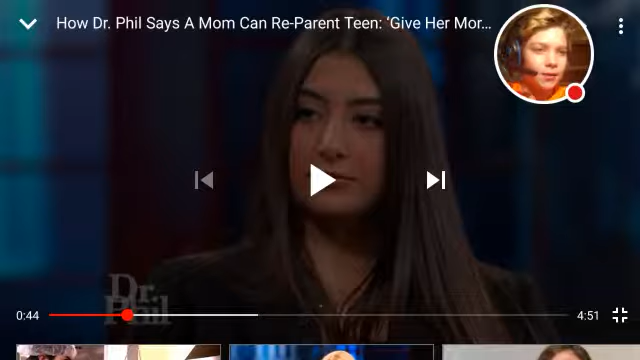 How Dr. Phil Says A Mom Can Re-Parent Teen: ‘Give Her Mor...
Dr.
Phil
0:44
4:51